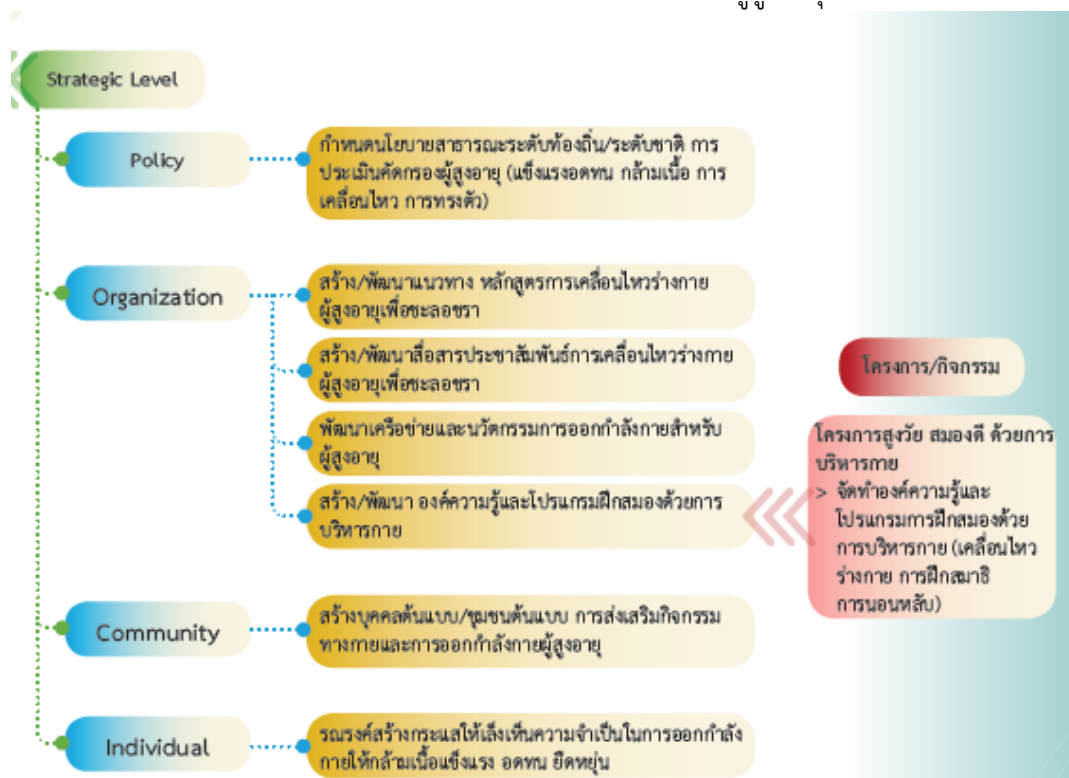 Strategic Level
Policy
กำหนดนโยบายสาธารณะระดับท้องถิ่น/ระดับชาติ การ
ประเมินคัดกรองผู้สูงอายุ (แข็งแรงอดทน กล้ามเนื้อ การ
เคลื่อนไหว การทรงตัว)
Organization
สร้าง/พัฒนาแนวทาง หลักสูตรการเคลื่อนไหวร่างกาย
ผู้สูงอายุเพื่อชะลอชรา
สร้าง/พัฒนาสื่อสารประชาสัมพันธ์การเคลื่อนไหวร่างกาย
ผู้สูงอายุเพื่อชะลอชรา
พัฒนาเครือข่ายและนวัตกรรมการออกกำลังกายสำหรับ
ผู้สูงอายุ
สร้าง/พัฒนา องค์ความรู้และโปรแกรมฝึกสมองด้วยการ
บริหารกาย
โครงการ/กิจกรรม
โครงการสูงวัย สมองดี ด้วยการ
บริหารกาย
> จัดทำองค์ความรู้และ
โปรแกรมการฝึกสมองด้วย
การบริหารกาย (เคลื่อนไหว
ร่างกาย การฝึกสมาธิ
การนอนหลับ)
Community
สร้างบุคคลต้นแบบ/ชุมชนต้นแบบ การส่งเสริมกิจกรรม
ทางกายและการออกกำลังกายผู้สูงอายุ
Individual
รณรงค์สร้างกระแสให้เล็งเห็นความจำเป็นในการออกกำลัง
กายให้กล้ามเนื้อแข็งแรง อดทน ยืดหยุ่น